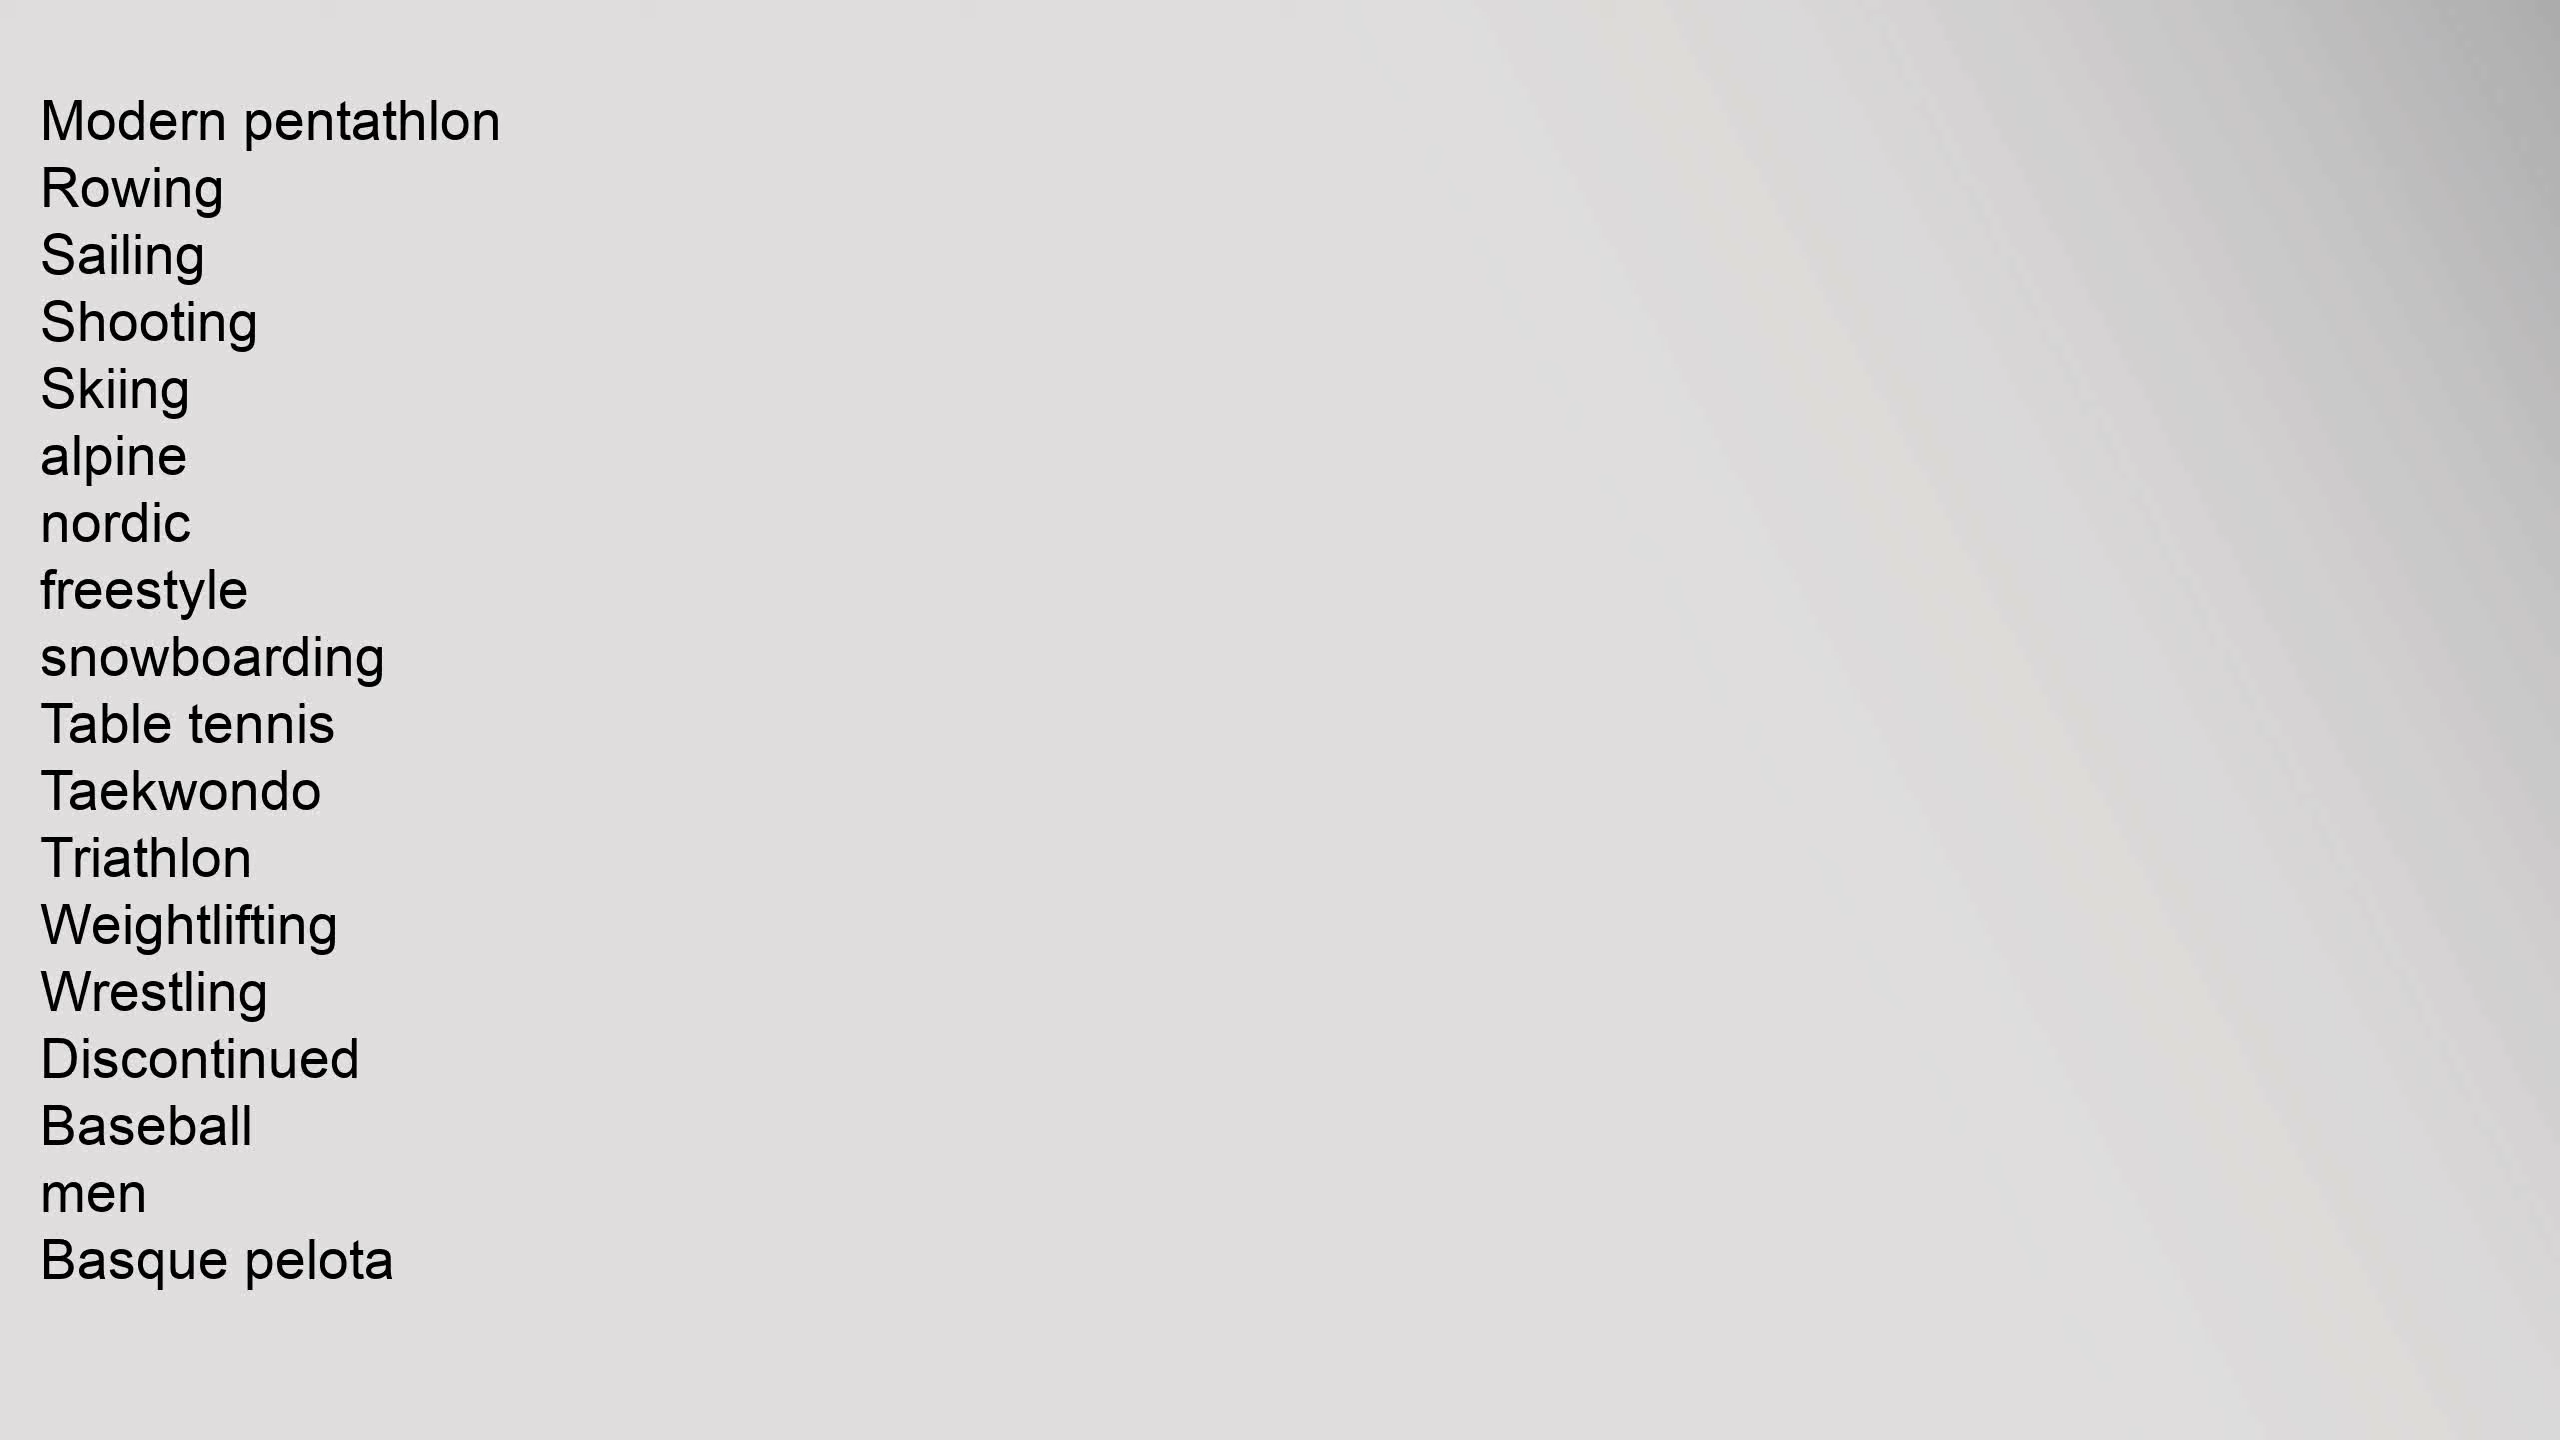 Modern pentathlon
Rowing
Sailing
Shooting
Skiing
alpine
nordic
freestyle
snowboarding
Table tennis
Taekwondo
Triathlon
Weightlifting
Wrestling
Discontinued
Baseball
men
Basque pelota